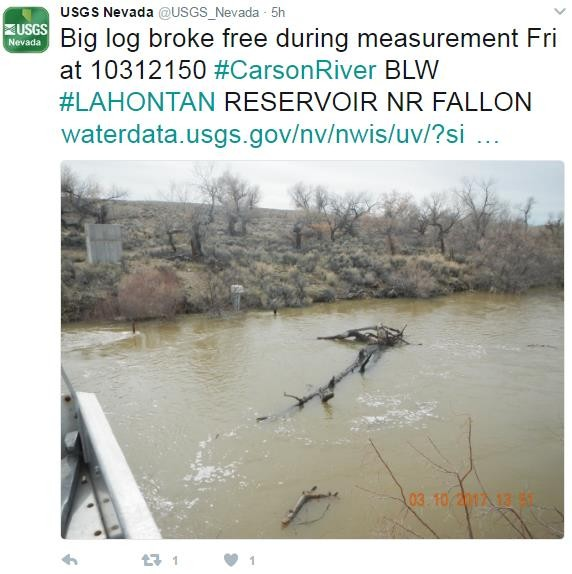 USGS
Nevada
USGS Nevada @USGS_Nevada · 5h
Big log broke free during measurement Fri
at 10312150 #CarsonRiver BLW
#LAHONTAN RESERVOIR NR FALLON
waterdata.usgs.gov/nv/nwis/uv/?si …
03.10 2017 13 51
1
1